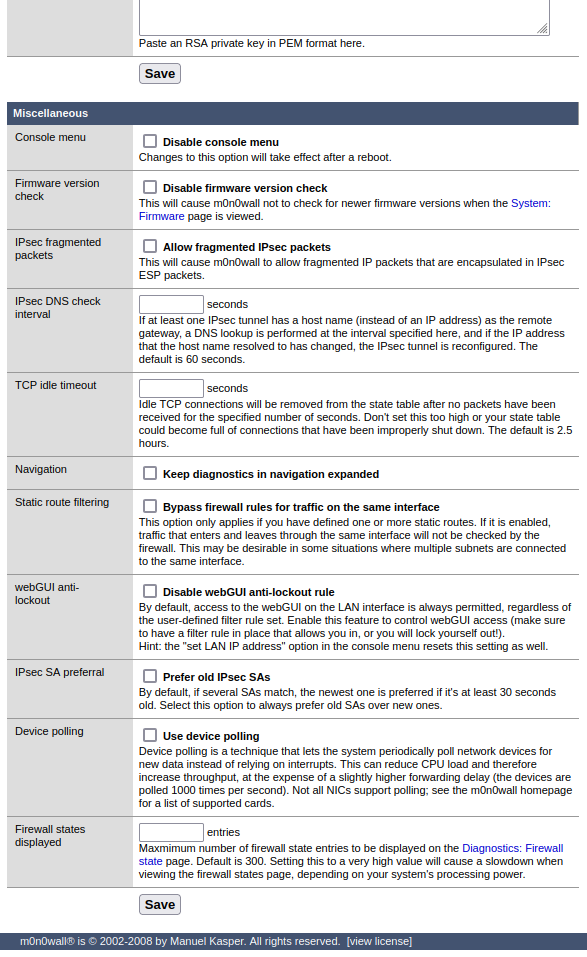 Paste an RSA private key in PEM format here.
Save
Miscellaneous
Console menu
Disable console menu
Changes to this option will take effect after a reboot.
Firmware version
check
Disable firmware version check
This will cause m0n0wall not to check for newer firmware versions when the System:
Firmware page is viewed.
IPsec fragmented
packets
Allow fragmented IPsec packets
This will cause m0n0wall to allow fragmented IP packets that are encapsulated in IPsec
ESP packets.
IPsec DNS check
interval
seconds
If at least one IPsec tunnel has a host name (instead of an IP address) as the remote
gateway, a DNS lookup is performed at the interval specified here, and if the IP address
that the host name resolved to has changed, the IPsec tunnel is reconfigured. The
default is 60 seconds.
TCP idle timeout
seconds
Idle TCP connections will be removed from the state table after no packets have been
received for the specified number of seconds. Don't set this too high or your state table
could become full of connections that have been improperly shut down. The default is 2.5
hours.
Navigation
Keep diagnostics in navigation expanded
Static route filtering
Bypass firewall rules for traffic on the same interface
This option only applies if you have defined one or more static routes. If it is enabled,
traffic that enters and leaves through the same interface will not be checked by the
firewall. This may be desirable in some situations where multiple subnets are connected
to the same interface.
webGUI anti-
lockout
Disable webGUI anti-lockout rule
By default, access to the webGUI on the LAN interface is always permitted, regardless of
the user-defined filter rule set. Enable this feature to control webGUI access (make sure
to have a filter rule in place that allows you in, or you will lock yourself out!).
Hint: the "set LAN IP address" option in the console menu resets this setting as well.
IPsec SA preferral
Prefer old IPsec SAs
By default, if several SAs match, the newest one is preferred if it's at least 30 seconds
old. Select this option to always prefer old SAs over new ones.
Device polling
Use device polling
Device polling is a technique that lets the system periodically poll network devices for
new data instead of relying on interrupts. This can reduce CPU load and therefore
increase throughput, at the expense of a slightly higher forwarding delay (the devices are
polled 1000 times per second). Not all NICs support polling; see the m0n0wall homepage
for a list of supported cards.
Firewall states
displayed
entries
Maxmimum number of firewall state entries to be displayed on the Diagnostics: Firewall
state page. Default is 300. Setting this to a very high value will cause a slowdown when
viewing the firewall states page, depending on your system's processing power.
Save
m0n0wall® is © 2002-2008 by Manuel Kasper. All rights reserved. [view license]